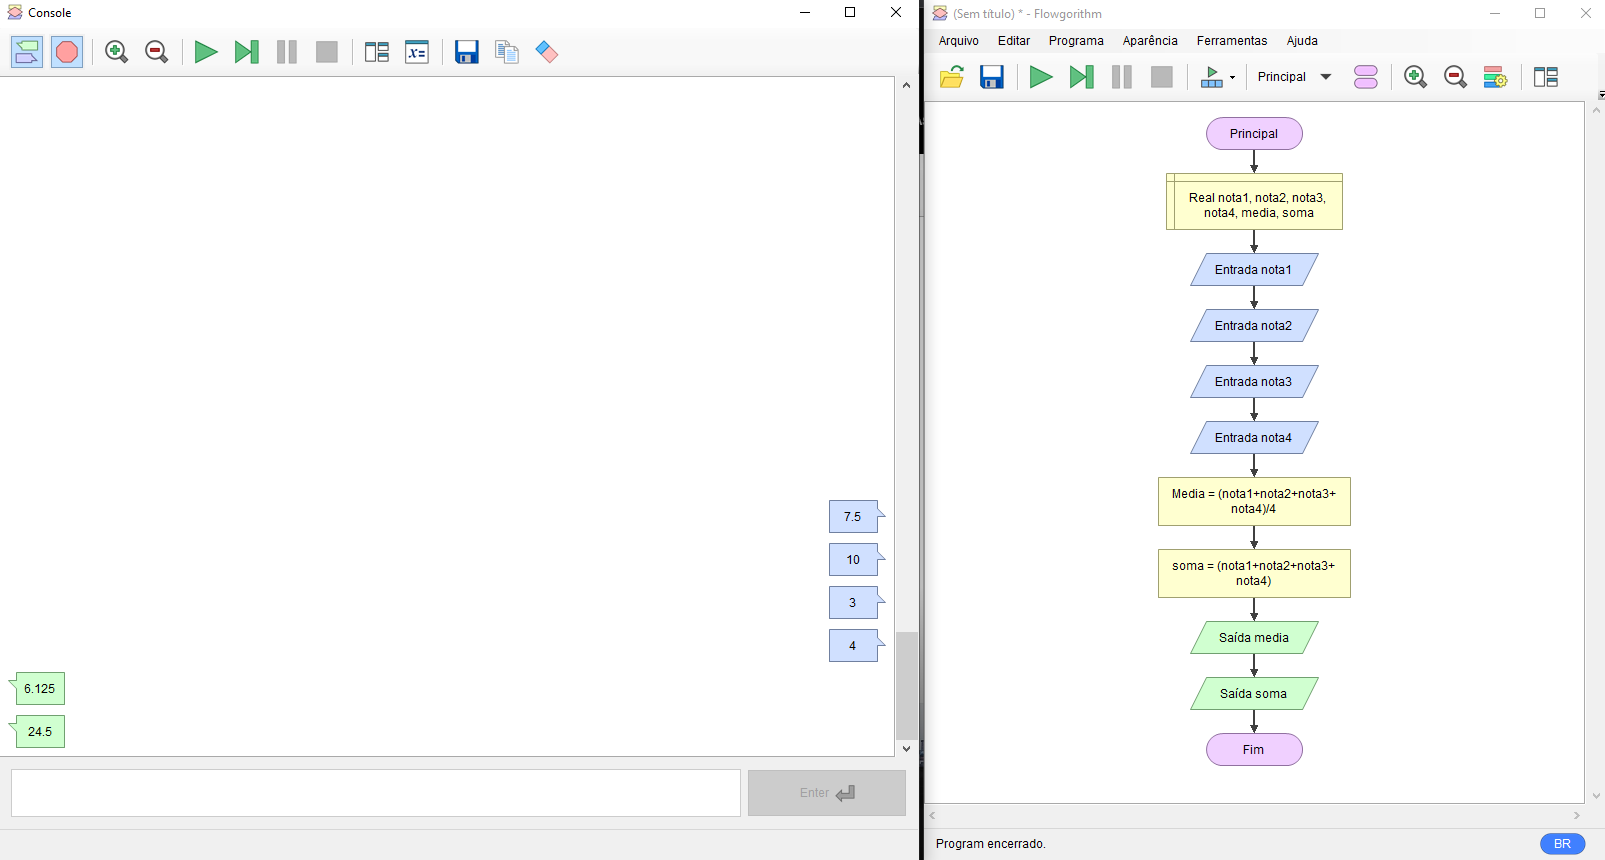 Console
x=
7.5
10
3
4
6.125
24.5
Enter
(Sem título) * - Flowgorithm
Arquivo Editar Programa Aparência Ferramentas Ajuda
Principal
Principal
Real nota1, nota2, nota3,
nota4, media, soma
Entrada nota1
Entrada nota2
Entrada nota3
Entrada nota4
Media = (nota1+nota2+nota3+
nota4)/4
soma = (nota1+nota2+nota3+
nota4)
Saída media
Saída soma
Fim
Program encerrado.
BR